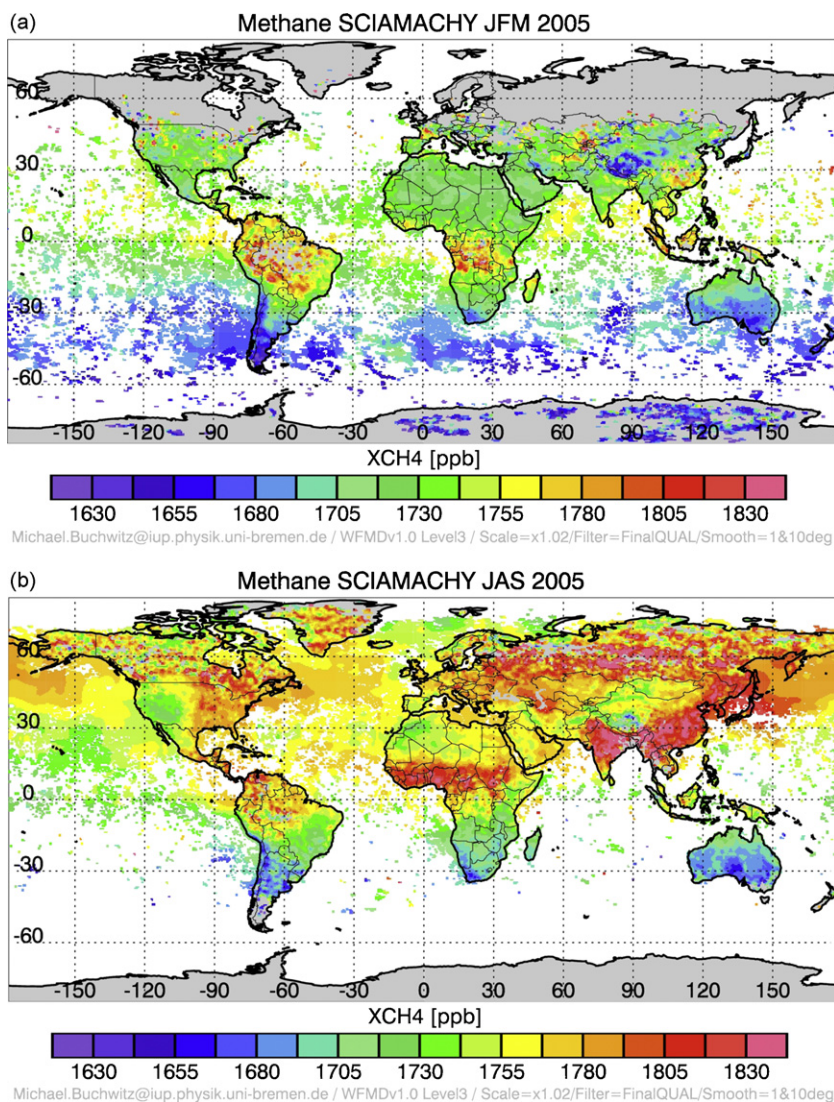 (a) Methane SCIAMACHY JFM 2005
60
30
0
-30
-60
-150 -120 -90 -60 -30 0 30 60 90 120 150
XCH4 [ppb]
1630 1655 1680 1705 1730 1755 1780 1805 1830
Michael.Buchwitz@iup.physik.uni-bremen.de / WFMDv1.0 Level3 / Scale=x1.02/Filter=FinalQUAL/Smooth=1&10deg
(b) Methane SCIAMACHY JAS 2005
60
30
0
-30
-60
-150 -120 -90 -60 -30 0 30 60 90 120 150
XCH4 [ppb]
1630 1655 1680 1705 1730 1755 1780 1805 1830
Michael.Buchwitz@iup.physik.uni-bremen.de / WFMDv1.0 Level3 / Scale=x1.02/Filter=FinalQUAL/Smooth=1&10deg